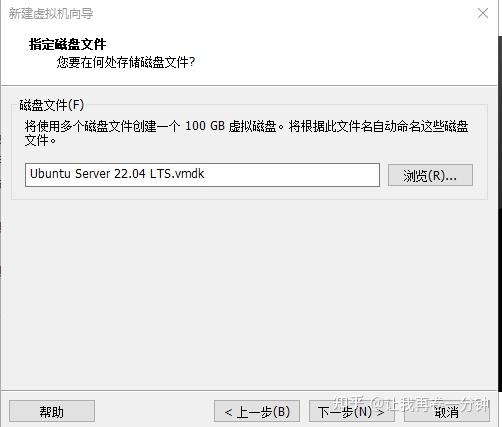 新建虚拟机向导
指定磁盘文件
您要在何处存储磁盘文件?
磁盘文件(F)
将使用多个磁盘文件创建一个 100 GB 虚拟磁盘。将根据此文件名自动命名这些磁盘
文件。
Ubuntu Server 22.04 LTS.vmdk
浏览(R)...
帮助
< 上一步(B)
下一步(N) >
取消
知乎 @让我再卷一分钟